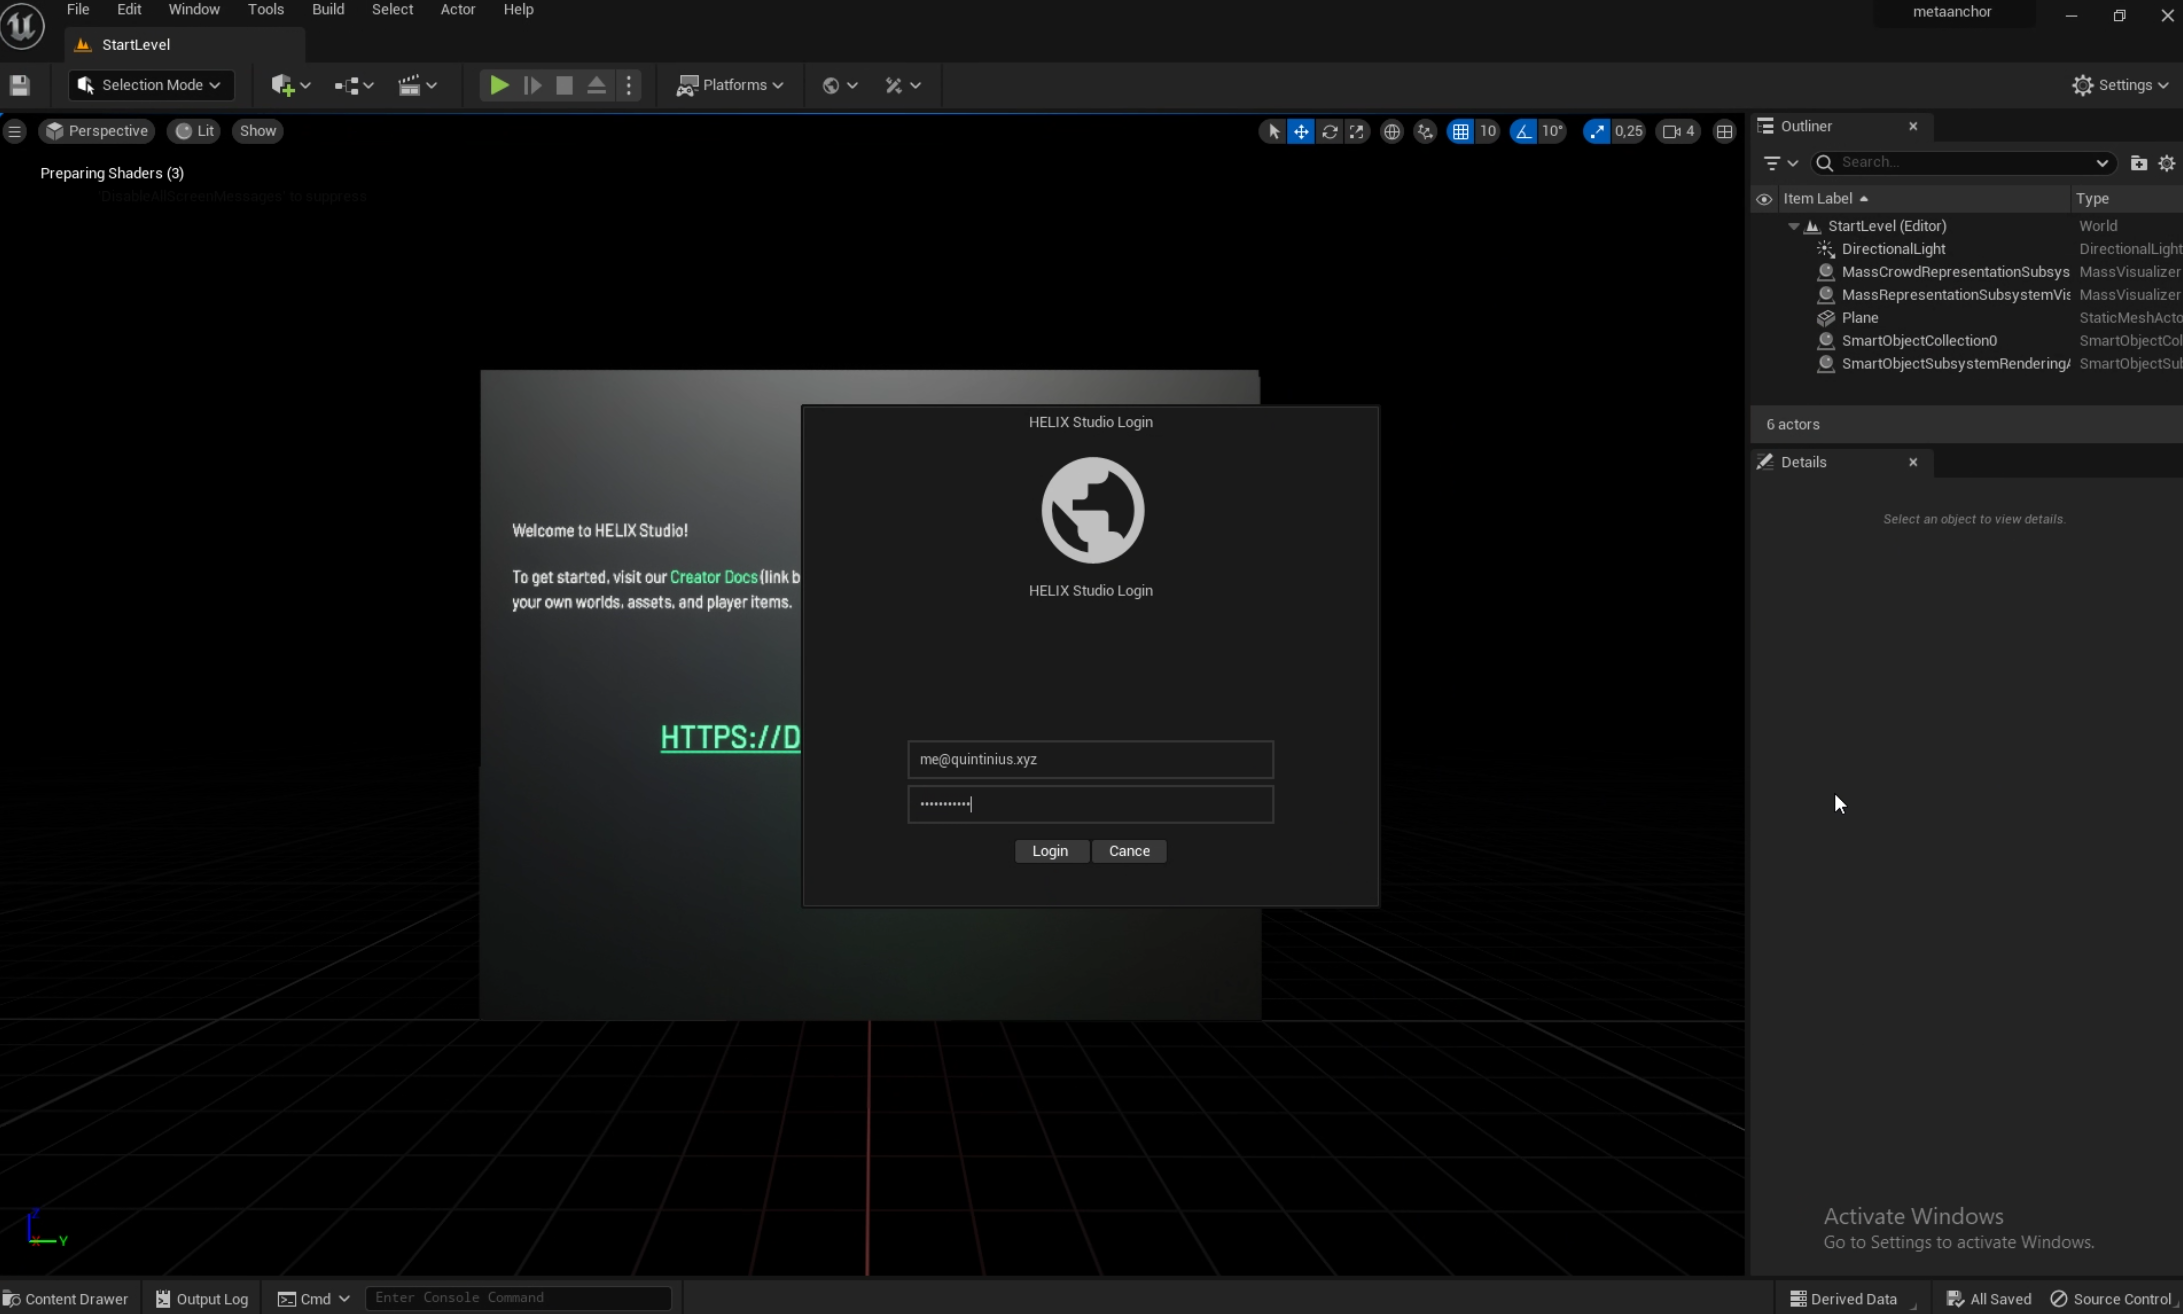 File Edit Window Tools Build Select Actor Help
metaanchor
StartLevel
Selection Mode
Platforms
Settings
Perspective Lit Show
10 10° 0,25 4
Preparing Shaders (3)
'DisableAllScreenMessages' to suppress
Outliner
Search...
Item Label Type
StartLevel (Editor) World
DirectionalLight DirectionalLight
MassCrowdRepresentationSubsys MassVisualizer
MassRepresentationSubsystemVis MassVisualizer
Plane StaticMeshActo
SmartObjectCollection0 SmartObjectCol
SmartObjectSubsystemRendering SmartObjectSub
6 actors
Details
Select an object to view details.
Welcome to HELIX Studio!
To get started, visit our Creator Docs (link b
your own worlds, assets, and player items.
HTTPS://D
HELIX Studio Login
HELIX Studio Login
me@quintinius.xyz
•••••••••••
Login Cance
Z
X Y
Activate Windows
Go to Settings to activate Windows.
Content Drawer Output Log Cmd Enter Console Command
Derived Data All Saved Source Control